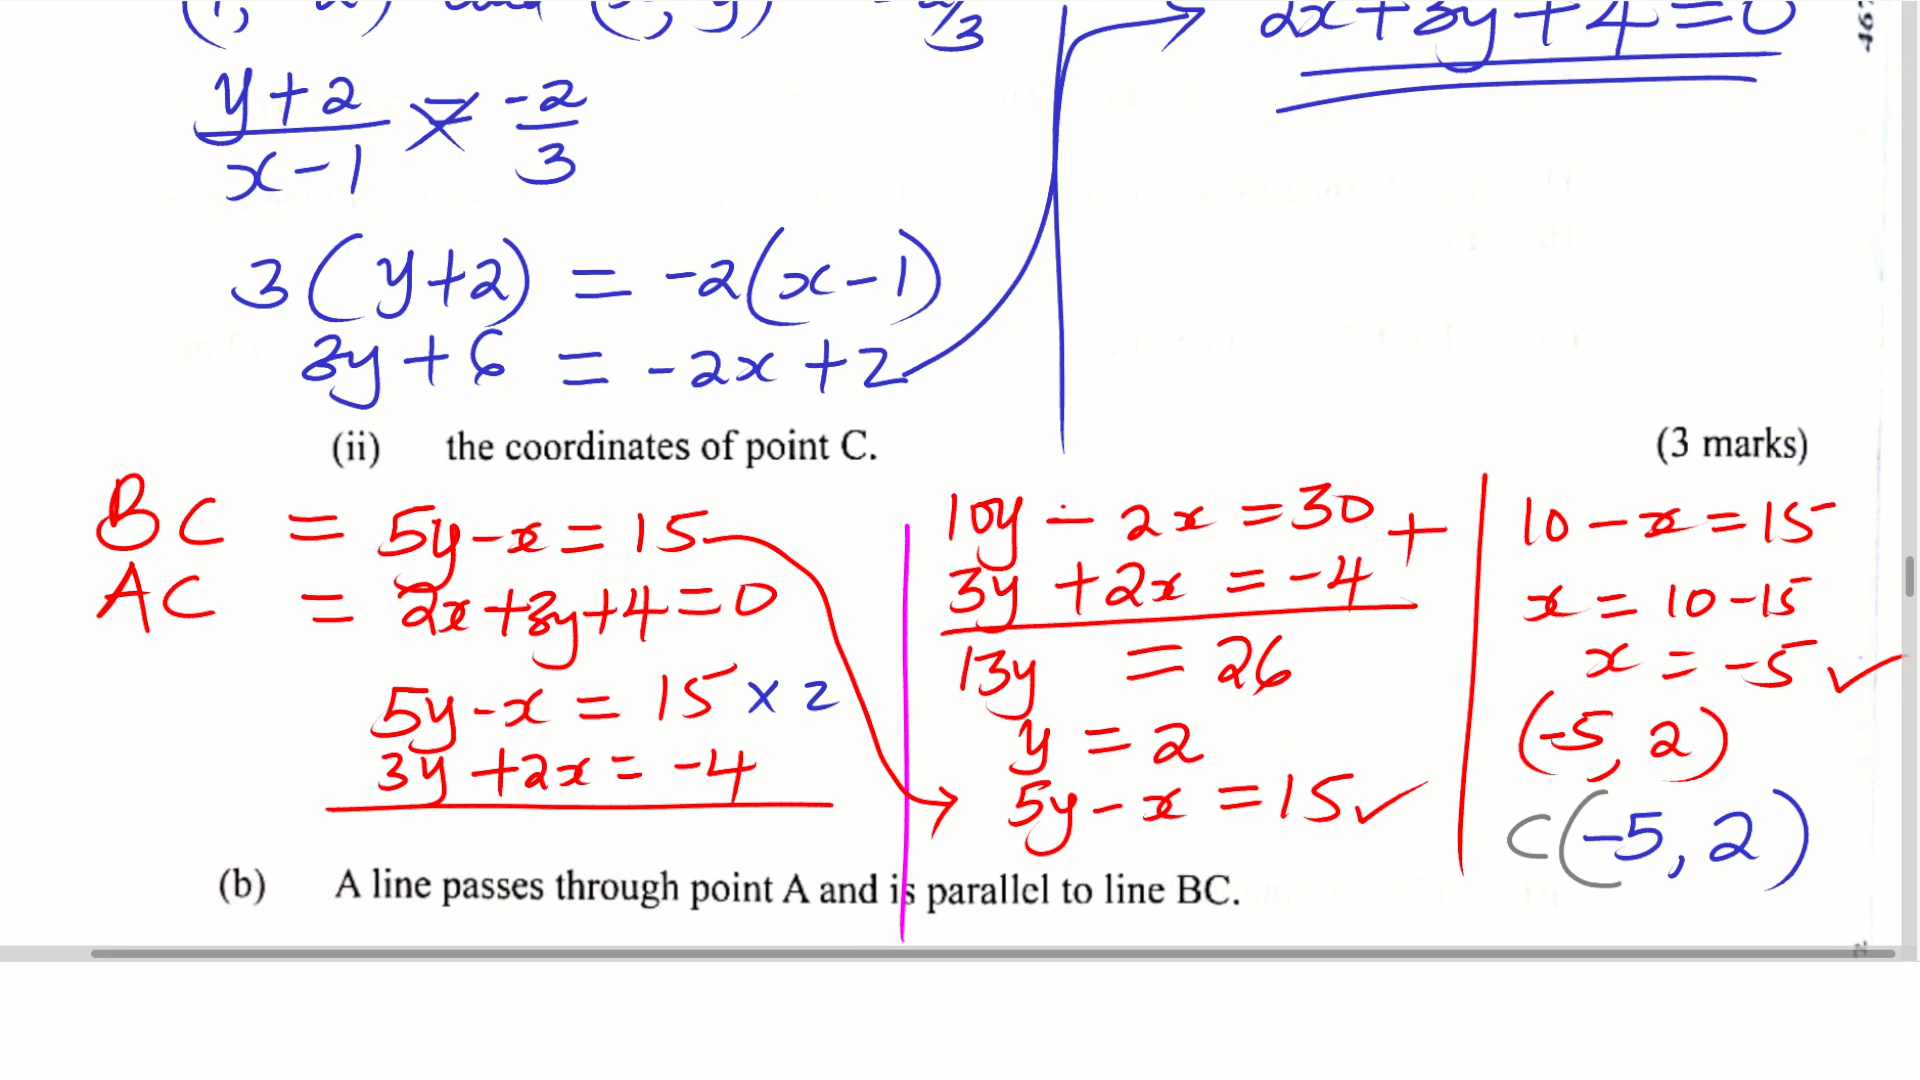 2x+3y+4=0
y+2/x-1 = -2/3
3(y+2) = -2(x-1)
3y+6 = -2x+2
(ii) the coordinates of point C. (3 marks)
BC = 5y-x=15
AC = 2x+3y+4=0
5y-x = 15 x 2
3y+2x = -4
10y - 2x = 30 +
3y + 2x = -4
13y = 26
y = 2
5y-x = 15✓
10-x=15
x = 10-15
x = -5 ✓
(-5, 2)
C(-5, 2)
(b) A line passes through point A and is parallel to line BC.